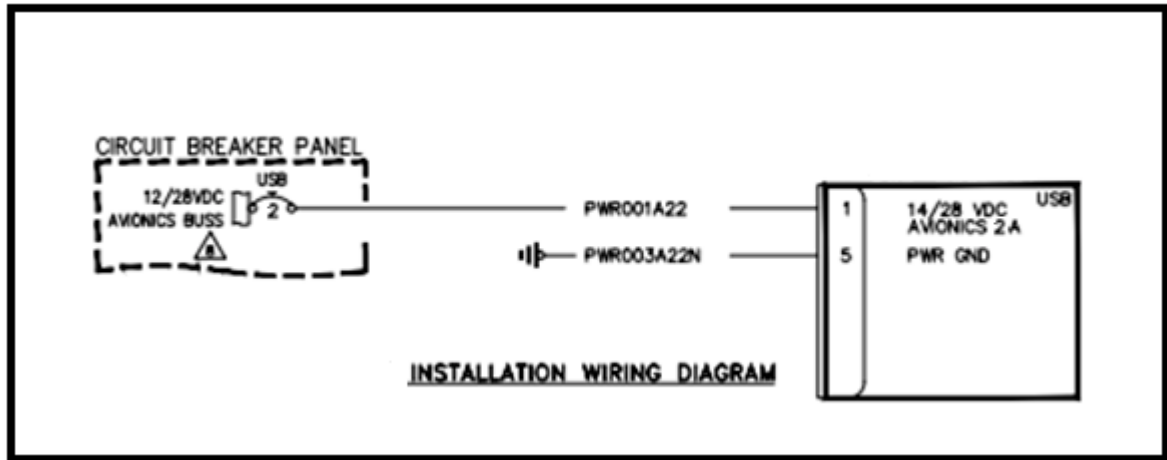 CIRCUIT BREAKER PANEL
USB
12/28VDC
2
AVIONICS BUSS
PWR001A22
1
14/28 VDC
USB
AVIONICS 2A
PWR003A22N
5
PWR GND
INSTALLATION WIRING DIAGRAM